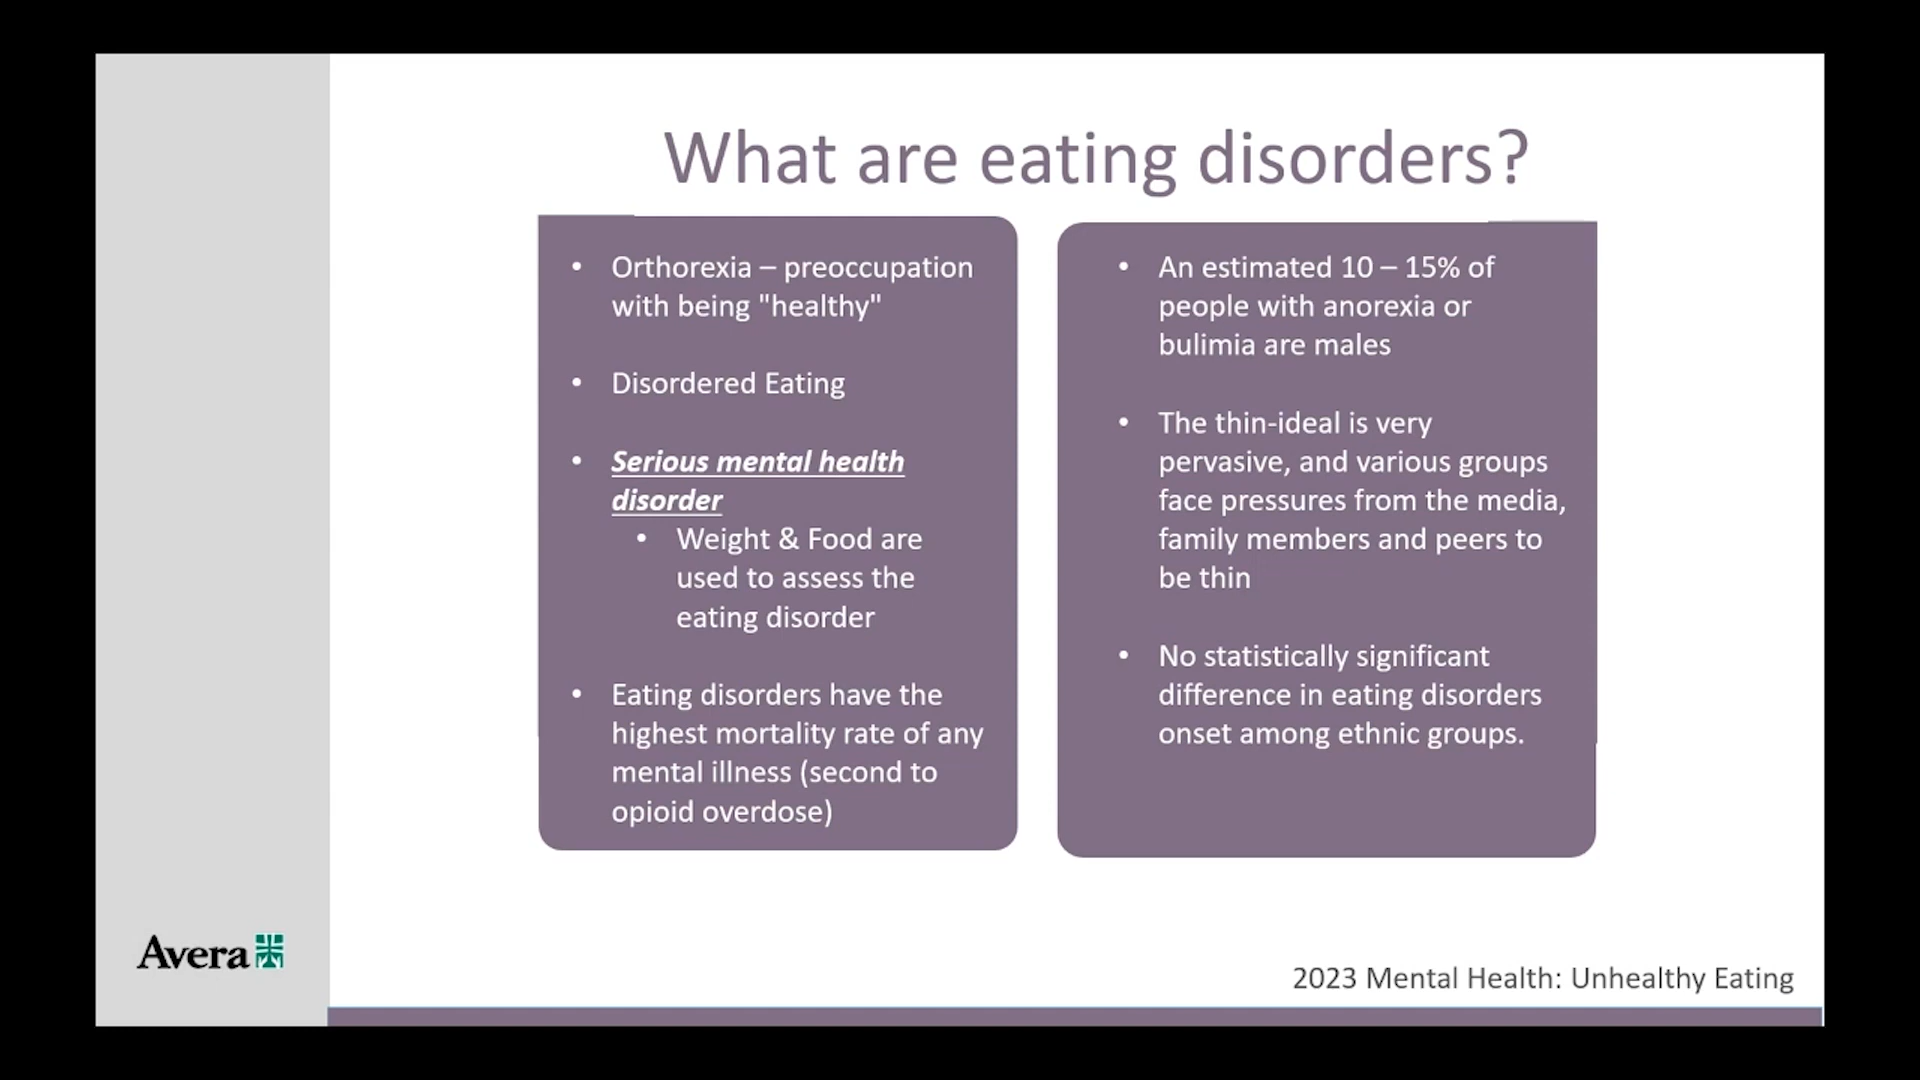 What are eating disorders?
• Orthorexia – preoccupation
with being "healthy"
• Disordered Eating
• Serious mental health
disorder
• Weight & Food are
used to assess the
eating disorder
• Eating disorders have the
highest mortality rate of any
mental illness (second to
opioid overdose)
• An estimated 10 – 15% of
people with anorexia or
bulimia are males
• The thin-ideal is very
pervasive, and various groups
face pressures from the media,
family members and peers to
be thin
• No statistically significant
difference in eating disorders
onset among ethnic groups.
Avera
2023 Mental Health: Unhealthy Eating